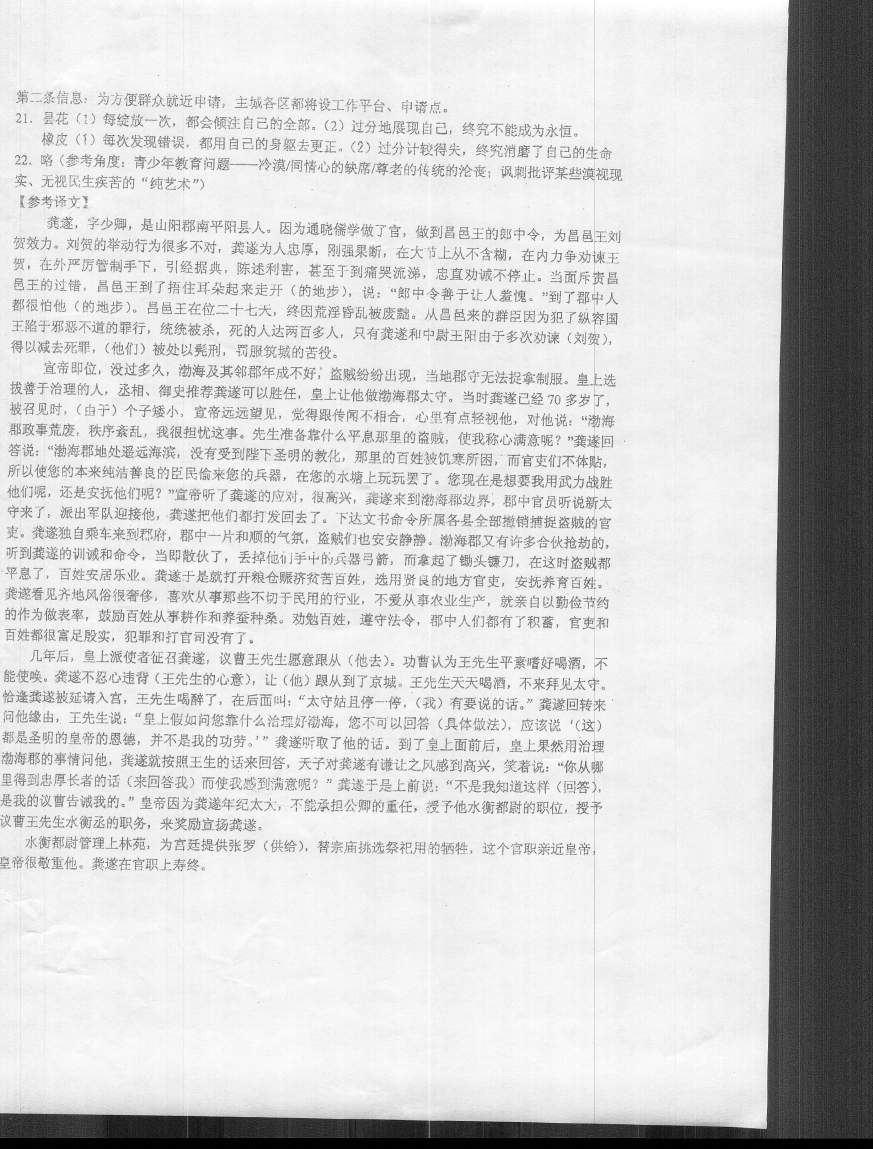 第二条信息：为方便群众就近申请，主城各区都将设工作平台、申请点。
21．昙花（1）每绽放一次，都会倾注自己的全部。（2）过分地展现自己，终究不能成为永恒。
橡皮（1）每次发现错误，都用自己的身躯去更正。（2）过分计较得失，终究消磨了自己的生命
22．略（参考角度：青少年教育问题——冷漠/同情心的缺席/尊老的传统的沦丧；讽刺批评某些漠视现
实、无视民生疾苦的“纯艺术”）
【参考译文】
龚遂，字少卿，是山阳郡南平阳县人。因为通晓儒学做了官，做到昌邑王的郎中令，为昌邑王刘
贺效力。刘贺的举动行为很多不对，龚遂为人忠厚，刚强果断，在大节上从不含糊，在内力争劝谏王
贺，在外严厉管制手下，引经据典，陈述利害，甚至于到痛哭流涕，忠直劝诫不停止。当面斥责昌
邑王的过错，昌邑王到了捂住耳朵起来走开（的地步），说：“郎中令善于让人羞愧。”到了郡中人
都很怕他（的地步）。昌邑王在位二十七天，终因荒淫昏乱被废黜。从昌邑来的群臣因为犯了纵容国
王陷于邪恶不道的罪行，统统被杀，死的人达两百多人，只有龚遂和中尉王阳由于多次劝谏（刘贺），
得以减去死罪，（他们）被处以髡刑，罚服筑城的苦役。
宣帝即位，没过多久，渤海及其邻郡年成不好，盗贼纷纷出现，当地郡守无法捉拿制服。皇上选
拔善于治理的人，丞相、御史推荐龚遂可以胜任，皇上让他做渤海郡太守。当时龚遂已经 70 多岁了，
被召见时，（由于）个子矮小，宣帝远远望见，觉得跟传闻不相合，心里有点轻视他，对他说：“渤海
郡政事荒废，秩序紊乱，我很担忧这事。先生准备靠什么平息那里的盗贼，使我称心满意呢？”龚遂回
答说：“渤海郡地处遥远海滨，没有受到陛下圣明的教化，那里的百姓被饥寒所困，而官吏们不体贴，
所以使您的本来纯洁善良的臣民偷来您的兵器，在您的水塘上玩玩罢了。您现在是想要我用武力战胜
他们呢，还是安抚他们呢？”宣帝听了龚遂的应对，很高兴，龚遂来到渤海郡边界，郡中官员听说新太
守来了，派出军队迎接他，龚遂把他们都打发回去了。下达文书命令所属各县全部撤销捕捉盗贼的官
吏。龚遂独自乘车来到郡府，郡中一片和顺的气氛，盗贼们也安安静静。渤海郡又有许多合伙抢劫的，
听到龚遂的训诫和命令，当即散伙了，丢掉他们手中的兵器弓箭，而拿起了锄头镰刀，在这时盗贼都
平息了，百姓安居乐业。龚遂于是就打开粮仓赈济贫苦百姓，选用贤良的地方官吏，安抚养育百姓。
龚遂看见齐地风俗很奢侈，喜欢从事那些不切于民用的行业，不爱从事农业生产，就亲自以勤俭节约
的作为做表率，鼓励百姓从事耕作和养蚕种桑。劝勉百姓，遵守法令，郡中人们都有了积蓄，官吏和
百姓都很富足殷实，犯罪和打官司没有了。
几年后，皇上派使者征召龚遂，议曹王先生愿意跟从（他去）。功曹认为王先生平素嗜好喝酒，不
能使唤。龚遂不忍心违背（王先生的心意），让（他）跟从到了京城。王先生天天喝酒，不来拜见太守。
恰逢龚遂被延请入宫，王先生喝醉了，在后面叫：“太守姑且停一停，（我）有要说的话。”龚遂回转来
问他缘由，王先生说：“皇上假如问您靠什么治理好渤海，您不可以回答（具体做法），应该说‘（这）
都是圣明的皇帝的恩德，并不是我的功劳。’”龚遂听取了他的话。到了皇上面前后，皇上果然用治理
渤海郡的事情问他，龚遂就按照王生的话来回答，天子对龚遂有谦让之风感到高兴，笑着说：“你从哪
里得到忠厚长者的话（来回答我）而使我感到满意呢？”龚遂于是上前说：“不是我知道这样（回答），
是我的议曹告诫我的。”皇帝因为龚遂年纪太大，不能承担公卿的重任，授予他水衡都尉的职位，授予
议曹王先生水衡丞的职务，来奖励宣扬龚遂。
水衡都尉管理上林苑，为宫廷提供张罗（供给），替宗庙挑选祭祀用的牺牲，这个官职亲近皇帝，
皇帝很敬重他。龚遂在官职上寿终。